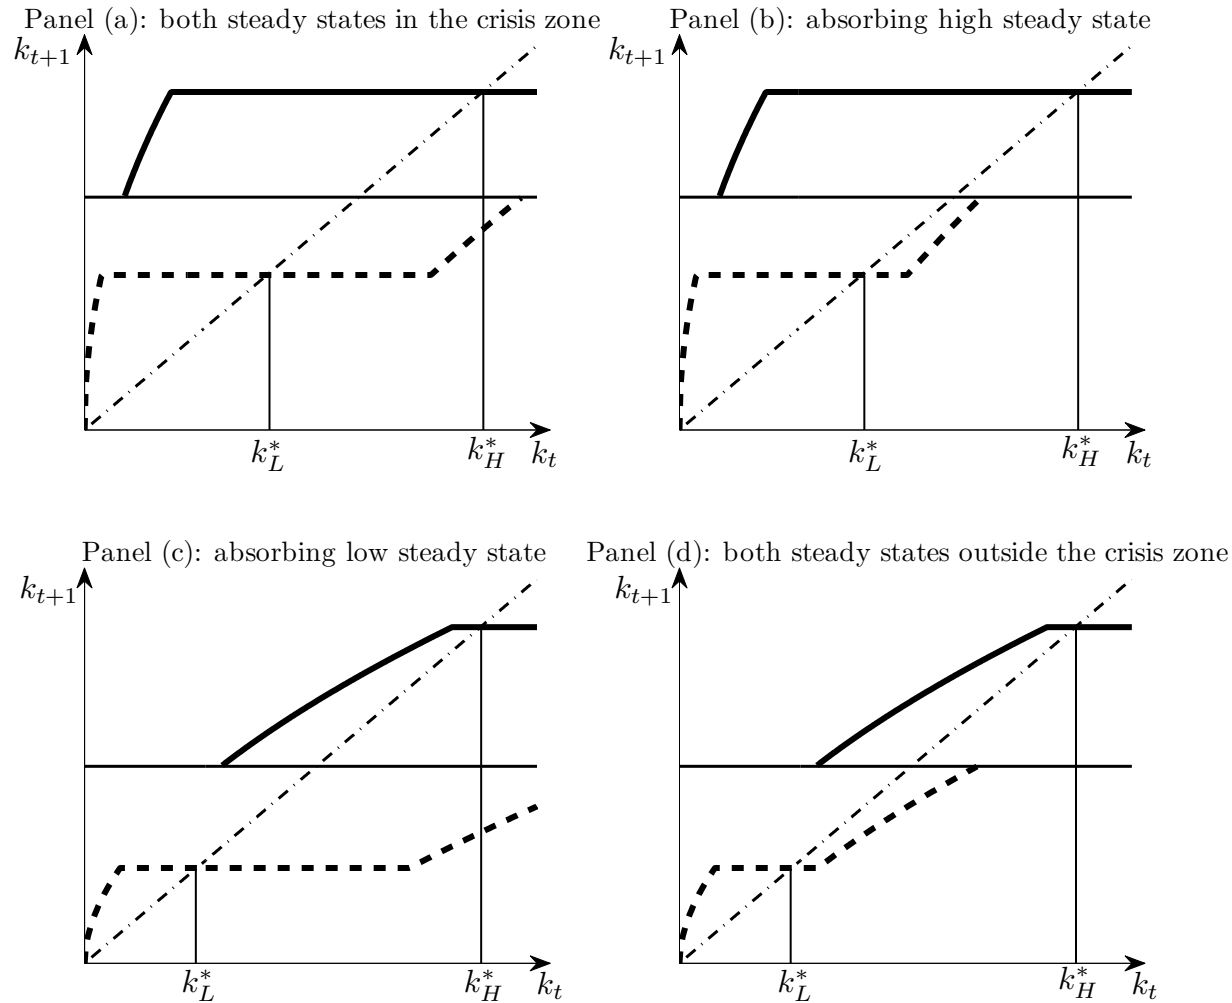 Panel (a): both steady states in the crisis zone
Panel (b): absorbing high steady state
k_{t+1}
k_{t+1}
k_L^*
k_H^*
k_t
k_L^*
k_H^*
k_t
Panel (c): absorbing low steady state
Panel (d): both steady states outside the crisis zone
k_{t+1}
k_{t+1}
k_L^*
k_H^*
k_t
k_L^*
k_H^*
k_t